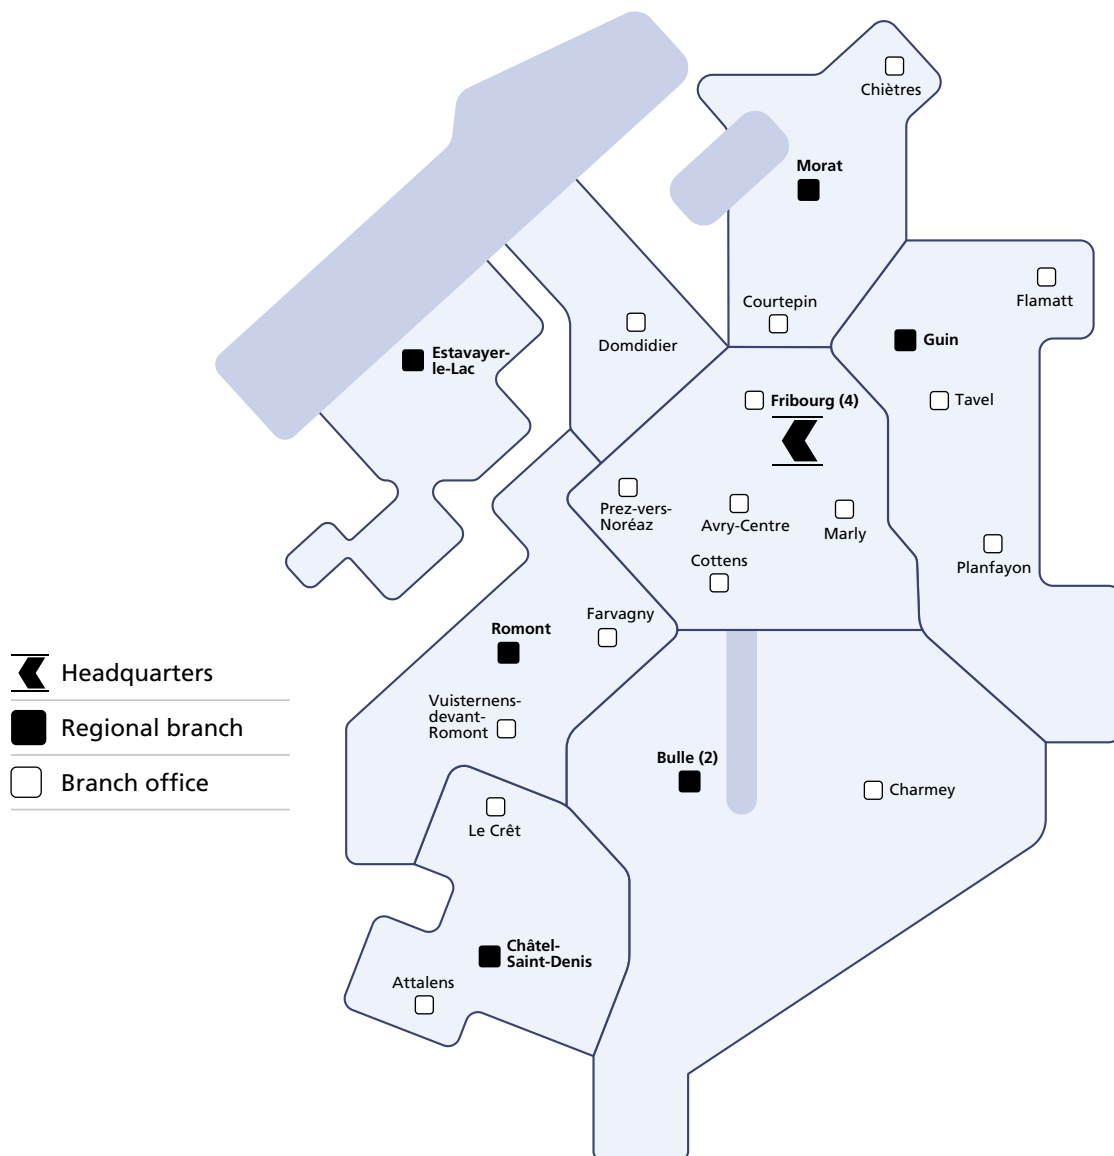 Chiètres
Morat
Flamatt
Courtepin
Guin
Domdidier
Estavayer-
le-Lac
Tavel
Fribourg (4)
Prez-vers-
Noréaz
Avry-Centre
Marly
Cottens
Planfayon
Farvagny
Romont
Headquarters
Regional branch
Branch office
Vuisternens-
devant-
Romont
Bulle (2)
Charmey
Le Crêt
Châtel-
Saint-Denis
Attalens